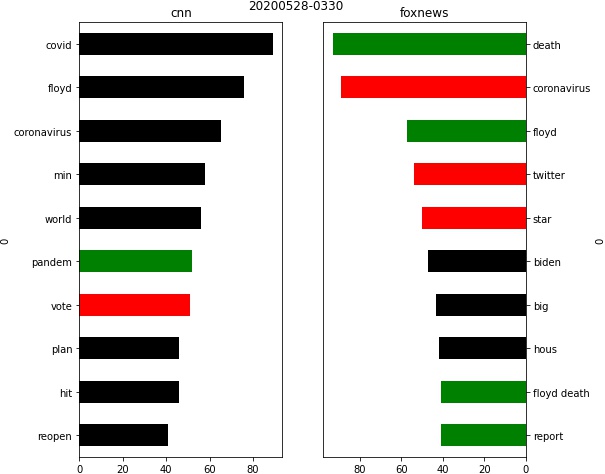 20200528-0330
cnn
foxnews
covid
floyd
coronavirus
min
world
pandem
vote
plan
hit
reopen
0 20 40 60 80
0
death
coronavirus
floyd
twitter
star
biden
big
hous
floyd death
report
80 60 40 20 0
0